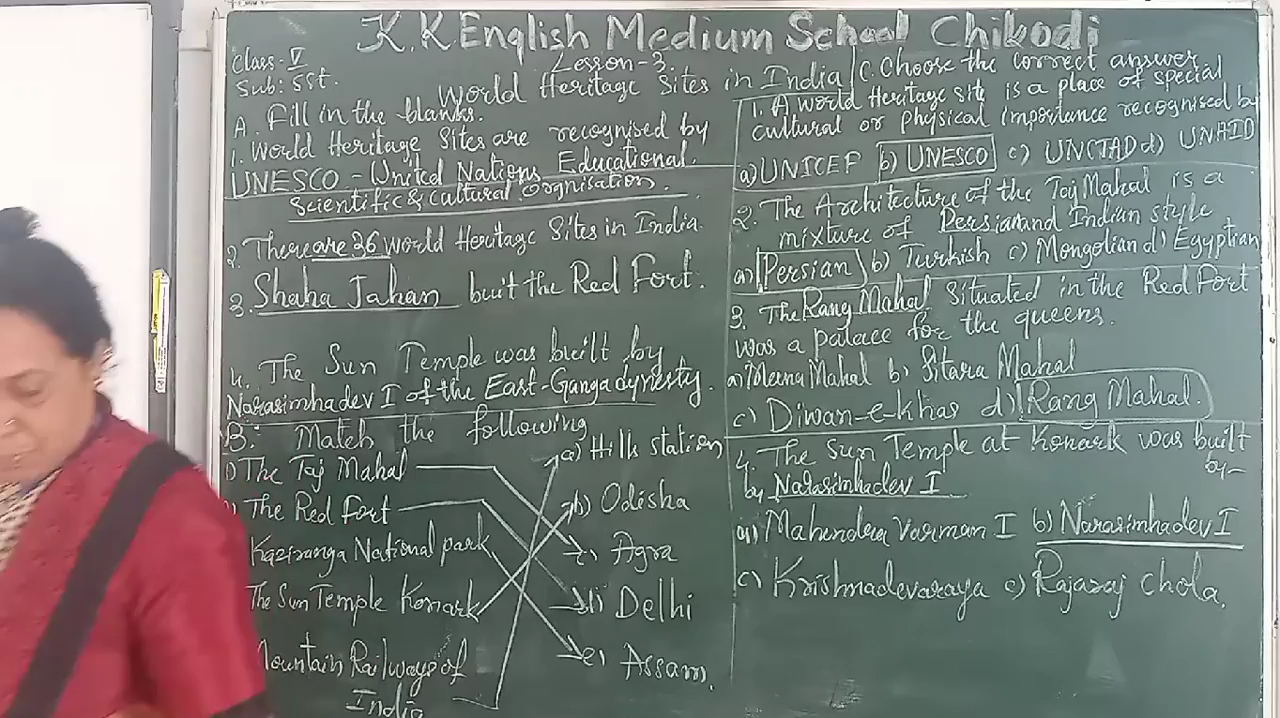 K.K English Medium School Chikodi
Class-V
Sub: SSt.
Lesson-3.
World Heritage Sites in India
A. Fill in the blanks.
1. World Heritage Sites are recognised by
UNESCO - United Nations Educational.
Scientific & Cultural Orgnisation.
2. There are 36 World Heritage Sites in India.
3. Shaha Jahan built the Red Fort.
4. The Sun Temple was built by
Narasimhadev I of the East-Ganga dynesty.
B. Match the following
1) The Taj Mahal
The Red Fort
Kaziranga National park
The Sun Temple Konark
Mountain Railways of
India
a) Hills station
b) Odisha
c) Agra
d) Delhi
e) Assam.
C. Choose the correct answer
1. A world Heritage site is a place of special
cultural or physical importance recognised by
a) UNICEF b) UNESCO c) UNCTAD d) UNAID
2. The Architecture of the Taj Mahal is a
mixture of Persian and Indian style
a) Persian b) Turkish c) Mongolian d) Egyptian
3. The Rang Mahal situated in the Red Fort
was a palace for the queens.
a) Meena Mahal b) Sitara Mahal
c) Diwan-e-khas d) Rang Mahal.
4. The Sun Temple at Konark was built
by-
by Narasimhadev I
a) Mahendra Varman I b) Narasimhadev I
c) Krishnadevaraya c) Rajaraj Chola.